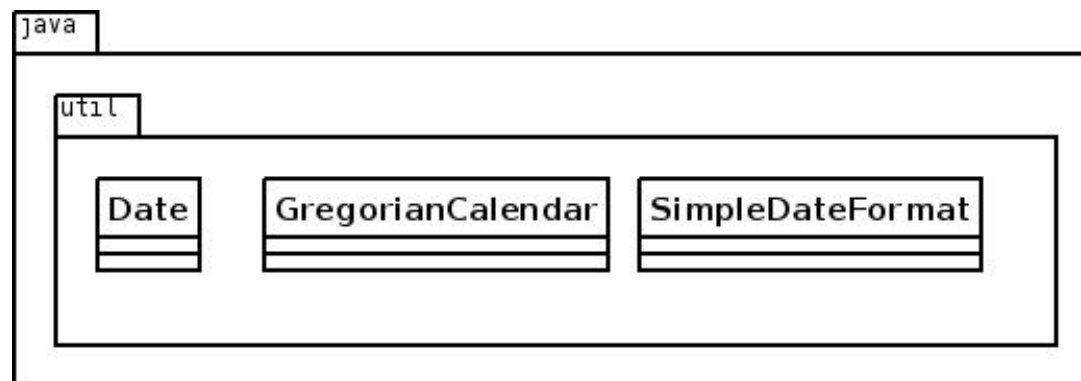 java
util
Date
GregorianCalendar
SimpleDateFormat